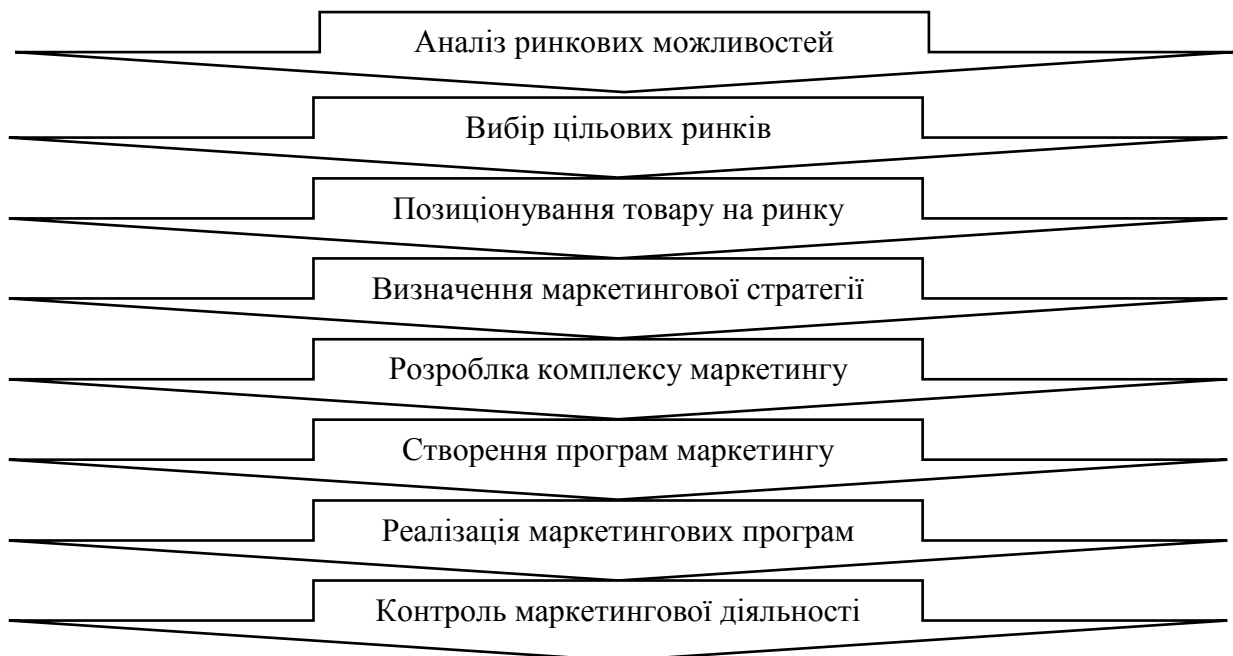 Аналіз ринкових можливостей
Вибір цільових ринків
Позиціонування товару на ринку
Визначення маркетингової стратегії
Розроблка комплексу маркетингу
Створення програм маркетингу
Реалізація маркетингових програм
Контроль маркетингової діяльності